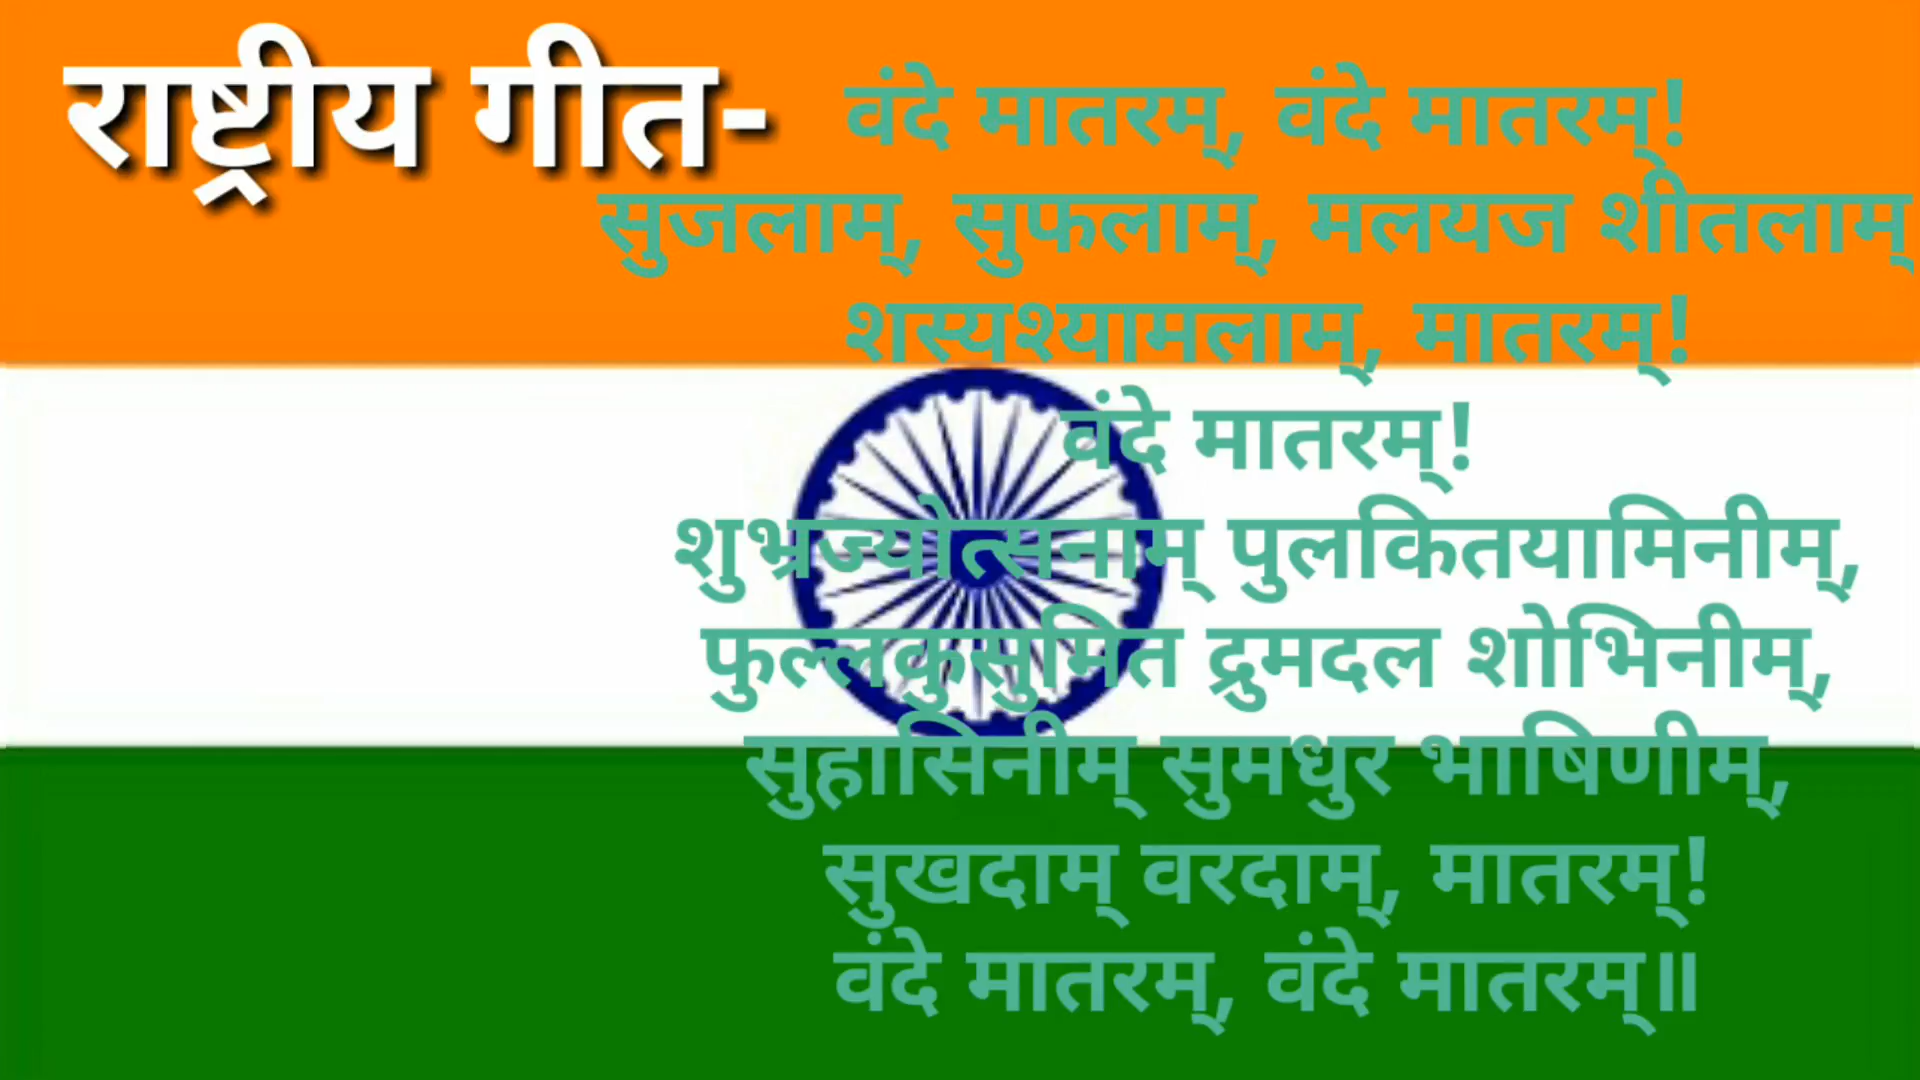 राष्ट्रीय गीत-
वंदे मातरम्, वंदे मातरम्!
सुजलाम्, सुफलाम्, मलयज शीतलाम्
शस्यश्यामलाम्, मातरम्!
वंदे मातरम्!
शुभ्रज्योत्सनाम् पुलकितयामिनीम्,
फुल्लकुसुमित द्रुमदल शोभिनीम्,
सुहासिनीम् सुमधुर भाषिणीम्,
सुखदाम् वरदाम्, मातरम्!
वंदे मातरम्, वंदे मातरम्॥